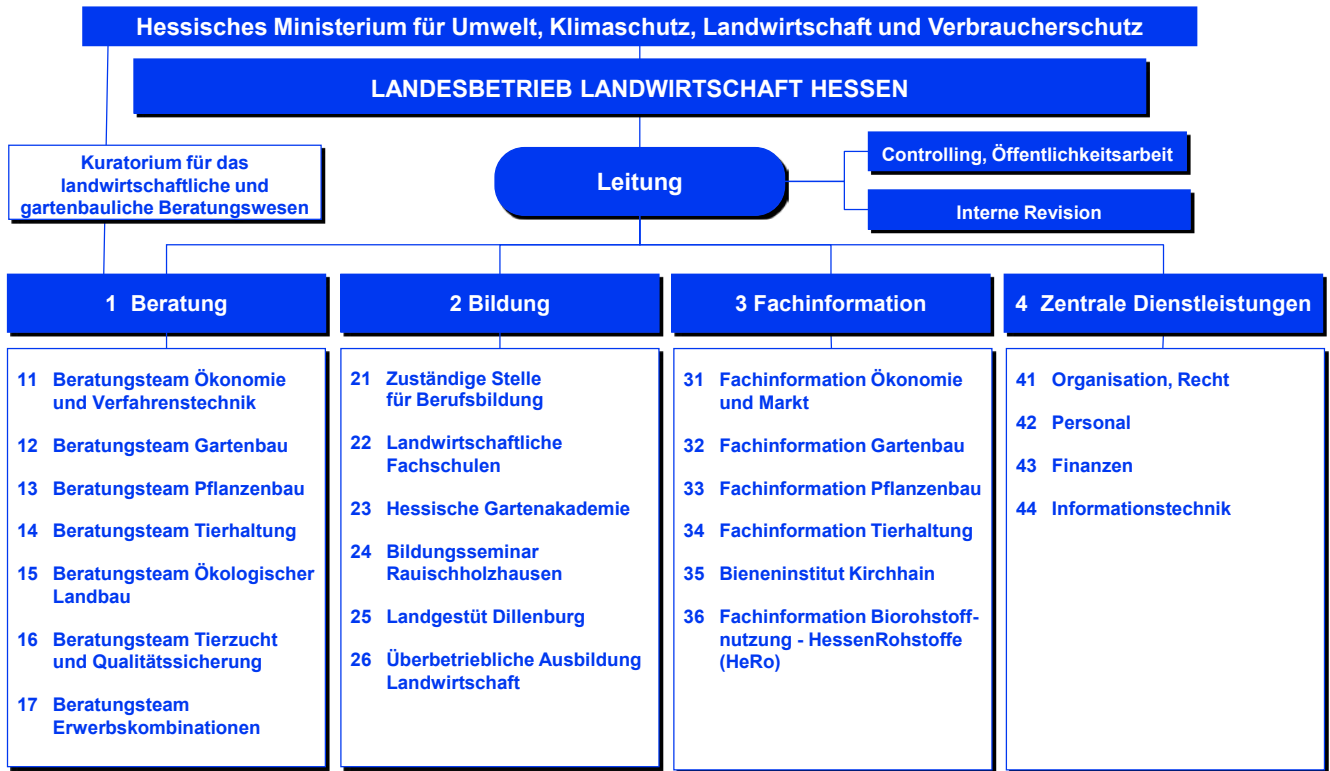 Hessisches Ministerium für Umwelt, Klimaschutz, Landwirtschaft und Verbraucherschutz
LANDESBETRIEB LANDWIRTSCHAFT HESSEN
Kuratorium für das
landwirtschaftliche und
gartenbauliche Beratungswesen
Leitung
Controlling, Öffentlichkeitsarbeit
Interne Revision
1 Beratung
11 Beratungsteam Ökonomie
und Verfahrenstechnik
12 Beratungsteam Gartenbau
13 Beratungsteam Pflanzenbau
14 Beratungsteam Tierhaltung
15 Beratungsteam Ökologischer
Landbau
16 Beratungsteam Tierzucht
und Qualitätssicherung
17 Beratungsteam
Erwerbskombinationen
2 Bildung
21 Zuständige Stelle
für Berufsbildung
22 Landwirtschaftliche
Fachschulen
23 Hessische Gartenakademie
24 Bildungsseminar
Rauischholzhausen
25 Landgestüt Dillenburg
26 Überbetriebliche Ausbildung
Landwirtschaft
3 Fachinformation
31 Fachinformation Ökonomie
und Markt
32 Fachinformation Gartenbau
33 Fachinformation Pflanzenbau
34 Fachinformation Tierhaltung
35 Bieneninstitut Kirchhain
36 Fachinformation Biorohstoff-
nutzung - HessenRohstoffe
(HeRo)
4 Zentrale Dienstleistungen
41 Organisation, Recht
42 Personal
43 Finanzen
44 Informationstechnik